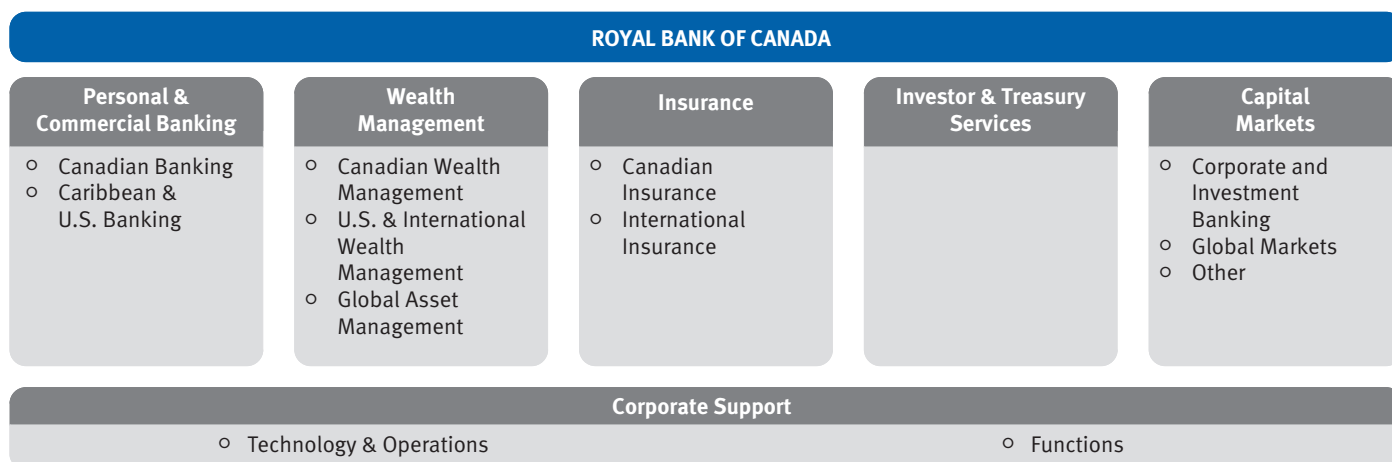 ROYAL BANK OF CANADA
Personal &
Commercial Banking
○ Canadian Banking
○ Caribbean &
U.S. Banking
Wealth
Management
○ Canadian Wealth
Management
○ U.S. & International
Wealth
Management
○ Global Asset
Management
Insurance
○ Canadian
Insurance
○ International
Insurance
Investor & Treasury
Services
Capital
Markets
○ Corporate and
Investment
Banking
○ Global Markets
○ Other
Corporate Support
○ Technology & Operations
○ Functions